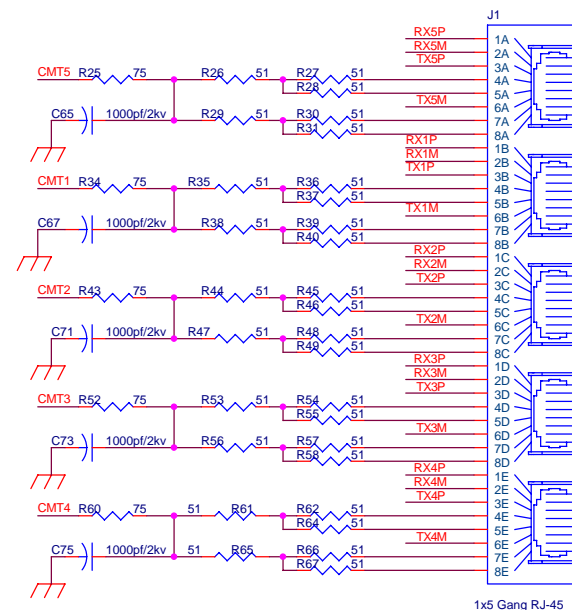 J1
RX5P 1A
RX5M 2A
TX5P 3A
CMT5 R25 75 R26 51 R27 51 4A
R28 51 5A
TX5M 6A
C65 1000pf/2kv R29 51 R30 51 7A
R31 51 8A
RX1P 1B
RX1M 2B
TX1P 3B
CMT1 R34 75 R35 51 R36 51 4B
R37 51 5B
TX1M 6B
C67 1000pf/2kv R38 51 R39 51 7B
R40 51 8B
RX2P 1C
RX2M 2C
TX2P 3C
CMT2 R43 75 R44 51 R45 51 4C
R46 51 5C
TX2M 6C
C71 1000pf/2kv R47 51 R48 51 7C
R49 51 8C
RX3P 1D
RX3M 2D
TX3P 3D
CMT3 R52 75 R53 51 R54 51 4D
R55 51 5D
TX3M 6D
C73 1000pf/2kv R56 51 R57 51 7D
R58 51 8D
RX4P 1E
RX4M 2E
TX4P 3E
CMT4 R60 75 51 R61 R62 51 4E
R64 51 5E
TX4M 6E
C75 1000pf/2kv 51 R65 R66 51 7E
R67 51 8E
1x5 Gang RJ-45